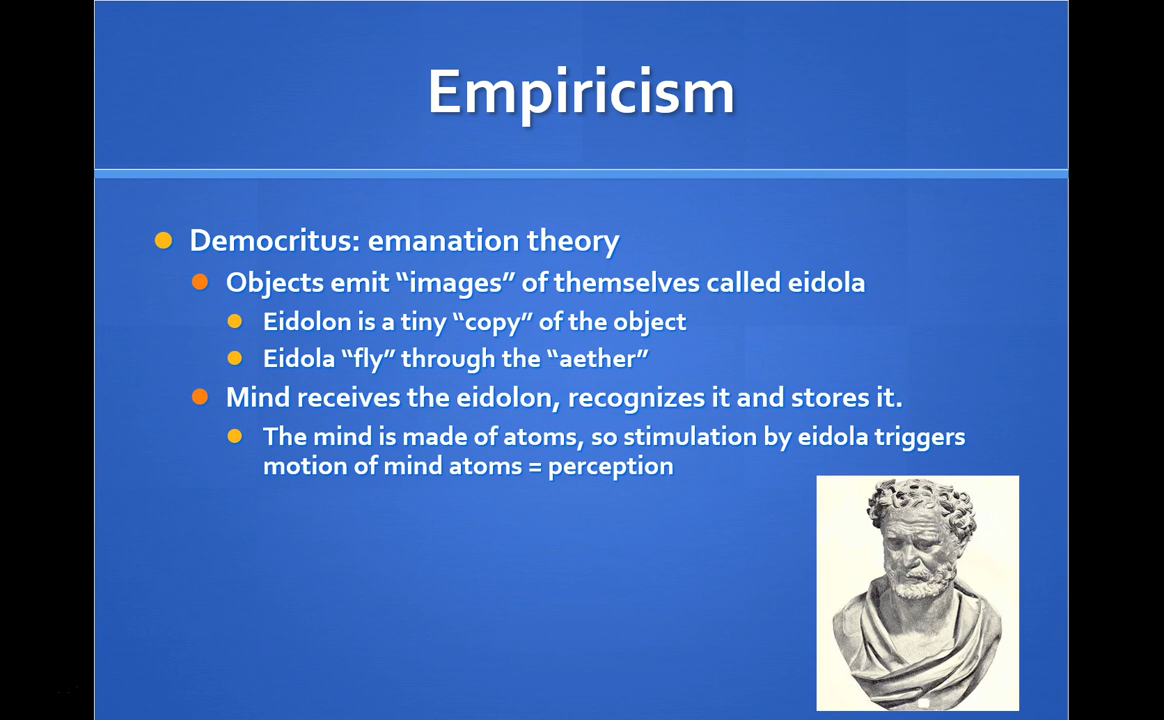 Empiricism
Democritus: emanation theory
Objects emit “images” of themselves called eidola
Eidolon is a tiny “copy” of the object
Eidola “fly” through the “aether”
Mind receives the eidolon, recognizes it and stores it.
The mind is made of atoms, so stimulation by eidola triggers
motion of mind atoms = perception